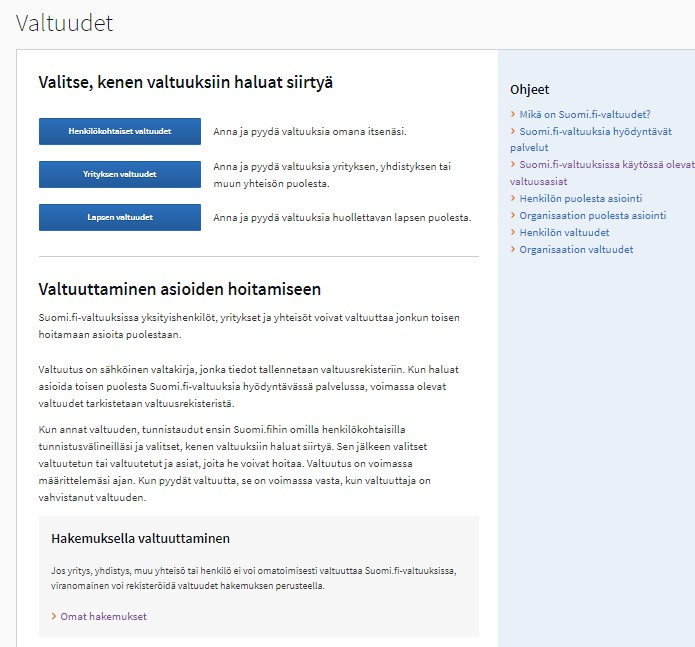 Valtuudet
Valitse, kenen valtuuksiin haluat siirtyä
Henkilökohtaiset valtuudet
Anna ja pyydä valtuuksia omana itsenäsi.
Yrityksen valtuudet
Anna ja pyydä valtuuksia yrityksen, yhdistyksen tai
muun yhteisön puolesta.
Lapsen valtuudet
Anna ja pyydä valtuuksia huollettavan lapsen puolesta.
Valtuuttaminen asioiden hoitamiseen
Suomi.fi-valtuuksissa yksityishenkilöt, yritykset ja yhteisöt voivat valtuuttaa jonkun toisen
hoitamaan asioita puolestaan.
Valtuutus on sähköinen valtakirja, jonka tiedot tallennetaan valtuusrekisteriin. Kun haluat
asioida toisen puolesta Suomi.fi-valtuuksia hyödyntävässä palvelussa, voimassa olevat
valtuudet tarkistetaan valtuusrekisteristä.
Kun annat valtuuden, tunnistaudut ensin Suomi.fihin omilla henkilökohtaisilla
tunnistusvälineilläsi ja valitset, kenen valtuuksiin haluat siirtyä. Sen jälkeen valitset
valtuutetun tai valtuutetut ja asiat, joita he voivat hoitaa. Valtuutus on voimassa
määrittelemäsi ajan. Kun pyydät valtuutta, se on voimassa vasta, kun valtuuttaja on
vahvistanut valtuuden.
Hakemuksella valtuuttaminen
Jos yritys, yhdistys, muu yhteisö tai henkilö ei voi omatoimisesti valtuuttaa Suomi.fi-valtuuksissa,
viranomainen voi rekisteröidä valtuudet hakemuksen perusteella.
Omat hakemukset
Ohjeet
Mikä on Suomi.fi-valtuudet?
Suomi.fi-valtuuksia hyödyntävät
palvelut
Suomi.fi-valtuuksissa käytössä olevat
valtuusasiat
Henkilön puolesta asiointi
Organisaation puolesta asiointi
Henkilön valtuudet
Organisaation valtuudet